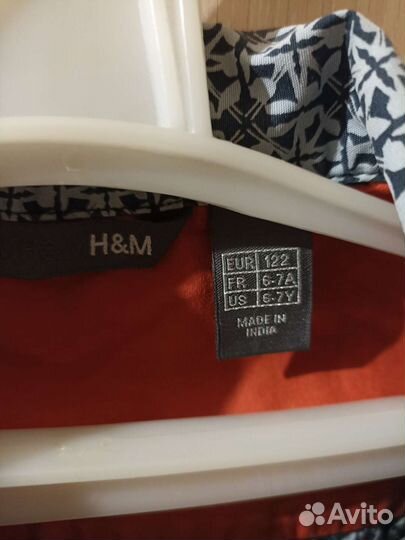 H&M
EUR 122
FR 6-7A
US 6-7Y
MADE IN
INDIA
Avito